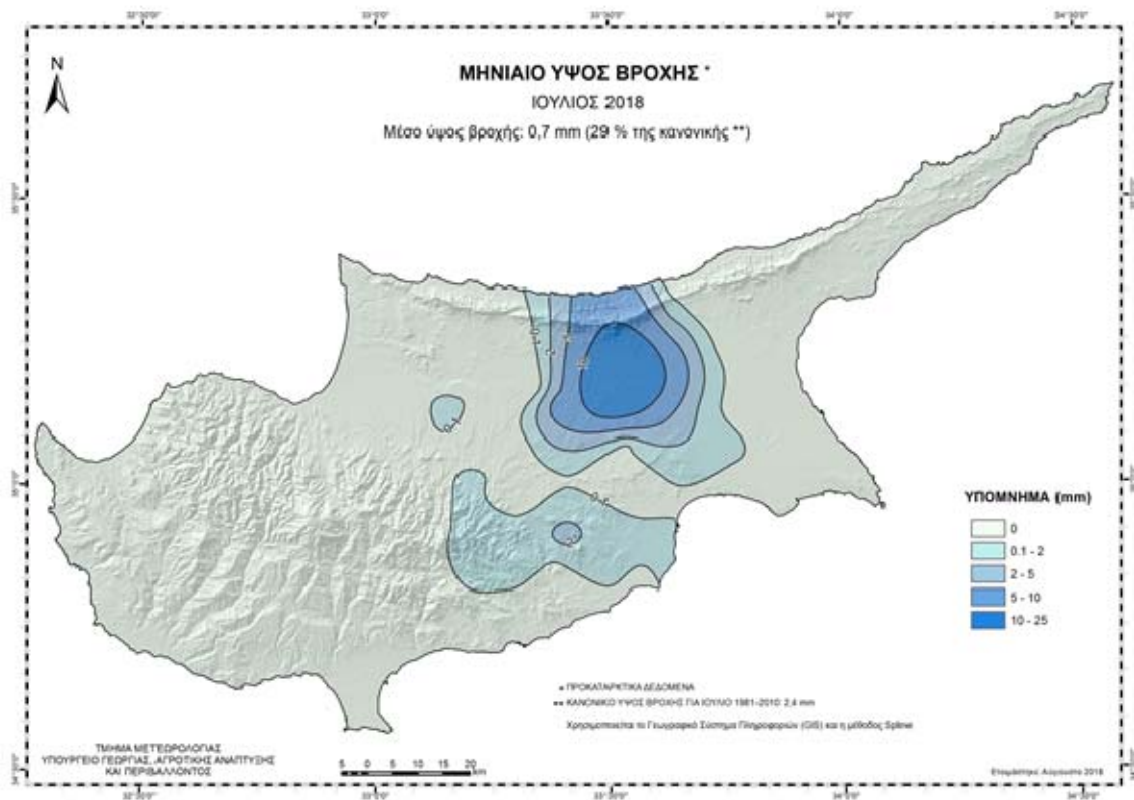 N
ΜΗΝΙΑΙΟ ΥΨΟΣ ΒΡΟΧΗΣ *
ΙΟΥΛΙΟΣ 2018
Μέσο ύψος βροχής: 0,7 mm (29 % της κανονικής **)
ΥΠΟΜΝΗΜΑ (mm)
0
0.1 - 2
2 - 5
5 - 10
10 - 25
* ΠΡΟΚΑΤΑΡΚΤΙΚΑ ΔΕΔΟΜΕΝΑ
** ΚΑΝΟΝΙΚΟ ΥΨΟΣ ΒΡΟΧΗΣ ΓΙΑ ΙΟΥΛΙΟ 1981-2010: 2,4 mm
Χρησιμοποιείται το Γεωγραφικό Σύστημα Πληροφοριών (GIS) και η μέθοδος Spline
ΤΜΗΜΑ ΜΕΤΕΩΡΟΛΟΓΙΑΣ
ΥΠΟΥΡΓΕΙΟ ΓΕΩΡΓΙΑΣ, ΑΓΡΟΤΙΚΗΣ ΑΝΑΠΤΥΞΗΣ
ΚΑΙ ΠΕΡΙΒΑΛΛΟΝΤΟΣ
5 0 5 10 15 20
km
Ετοιμάστηκε: Αύγουστο 2018